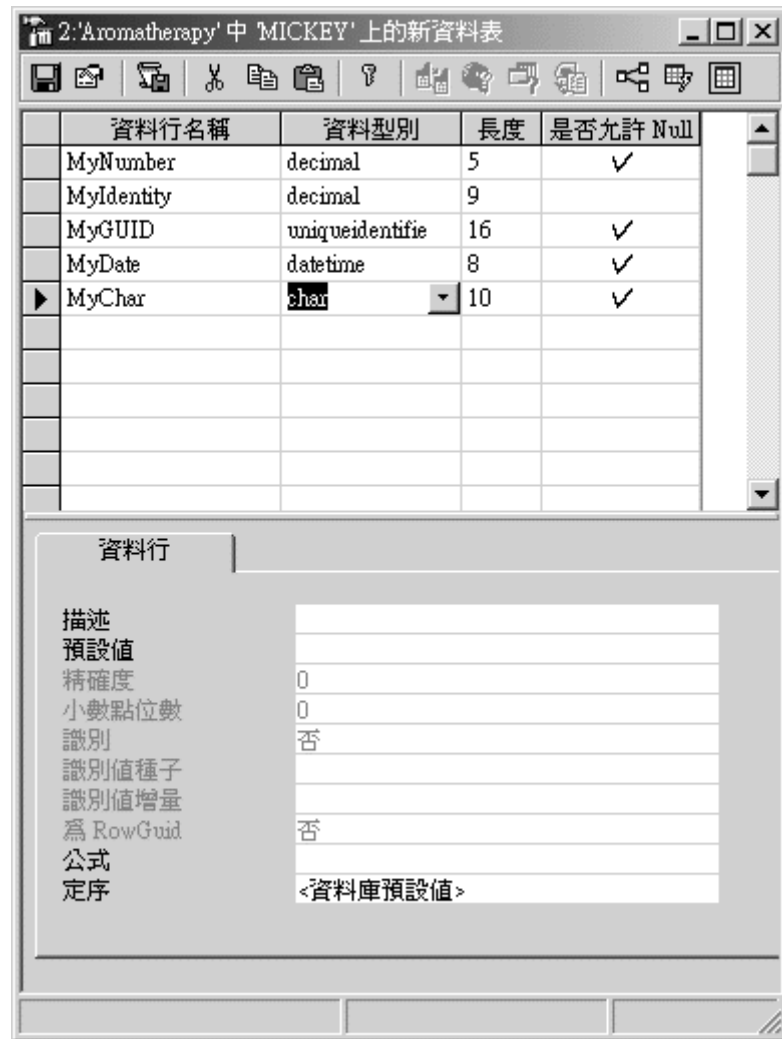 2:'Aromatherapy' 中 'MICKEY' 上的新資料表
資料行名稱 資料型別 長度 是否允許 Null
MyNumber decimal 5
MyIdentity decimal 9
MyGUID uniqueidentifie 16
MyDate datetime 8
MyChar char 10
資料行
描述
預設值
精確度 0
小數點位數 0
識別 否
識別值種子
識別值增量
為 RowGuid 否
公式
定序 <資料庫預設值>